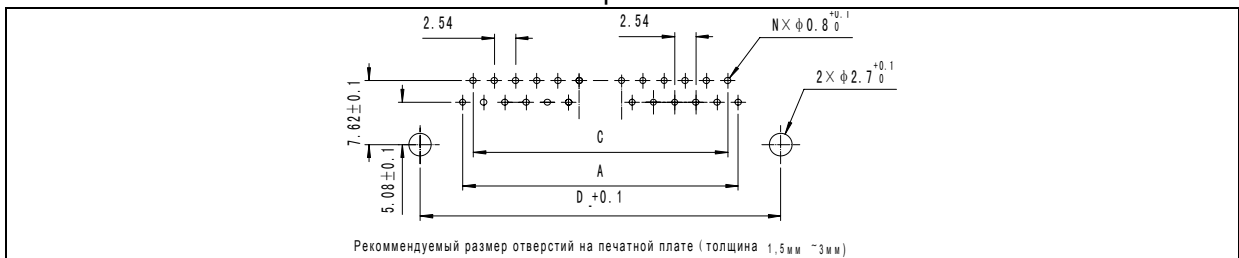 2.54
2.54
N×φ0.8 +0.1 0
2×φ2.7 +0.1 0
7.62±0.1
5.08±0.1
C
A
D ±0.1
Рекоммендуемый размер отверстий на печатной плате (толщина 1,5мм ~3мм)